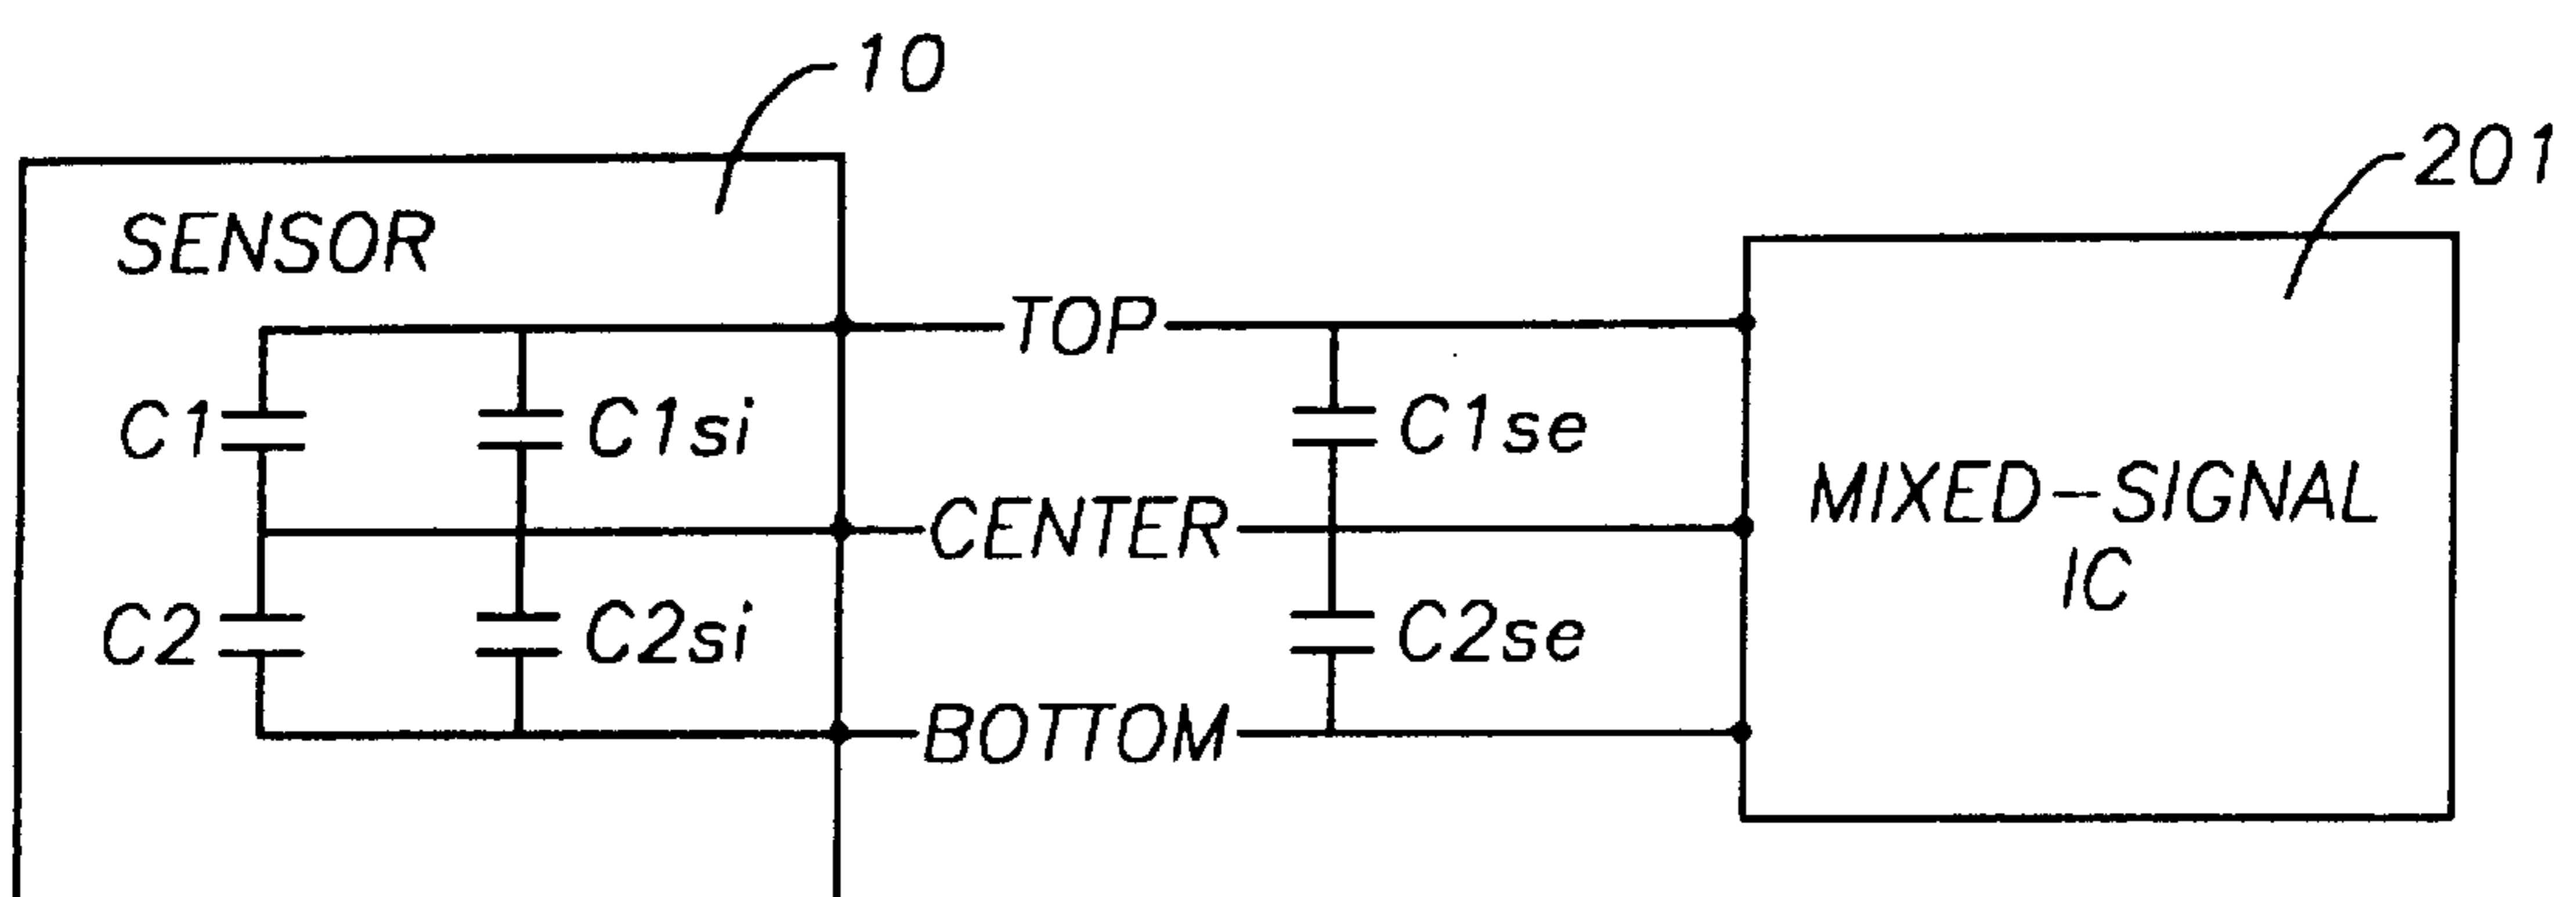 10
201
SENSOR
TOP
C1
C1si
C1se
CENTER
MIXED-SIGNAL
IC
C2
C2si
C2se
BOTTOM